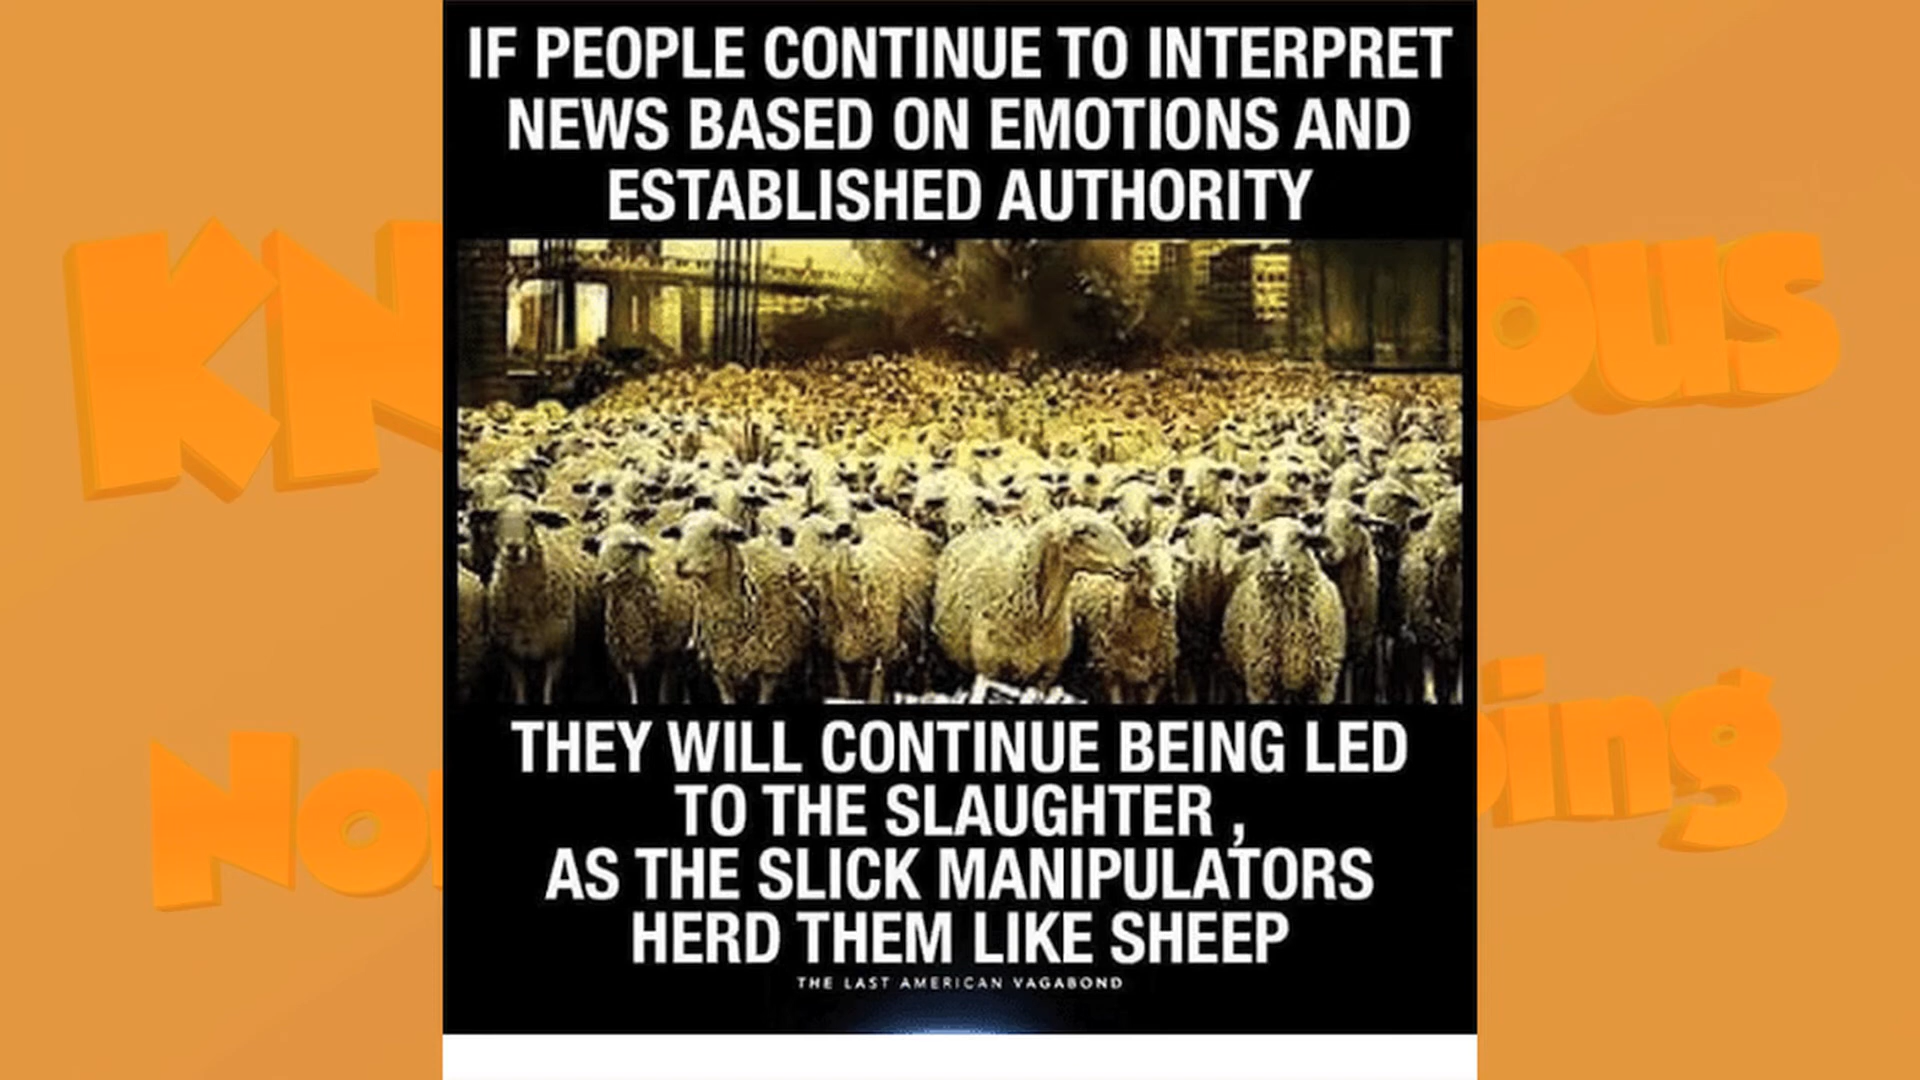 IF PEOPLE CONTINUE TO INTERPRET
NEWS BASED ON EMOTIONS AND
ESTABLISHED AUTHORITY
THEY WILL CONTINUE BEING LED
TO THE SLAUGHTER ,
AS THE SLICK MANIPULATORS
HERD THEM LIKE SHEEP
THE LAST AMERICAN VAGABOND